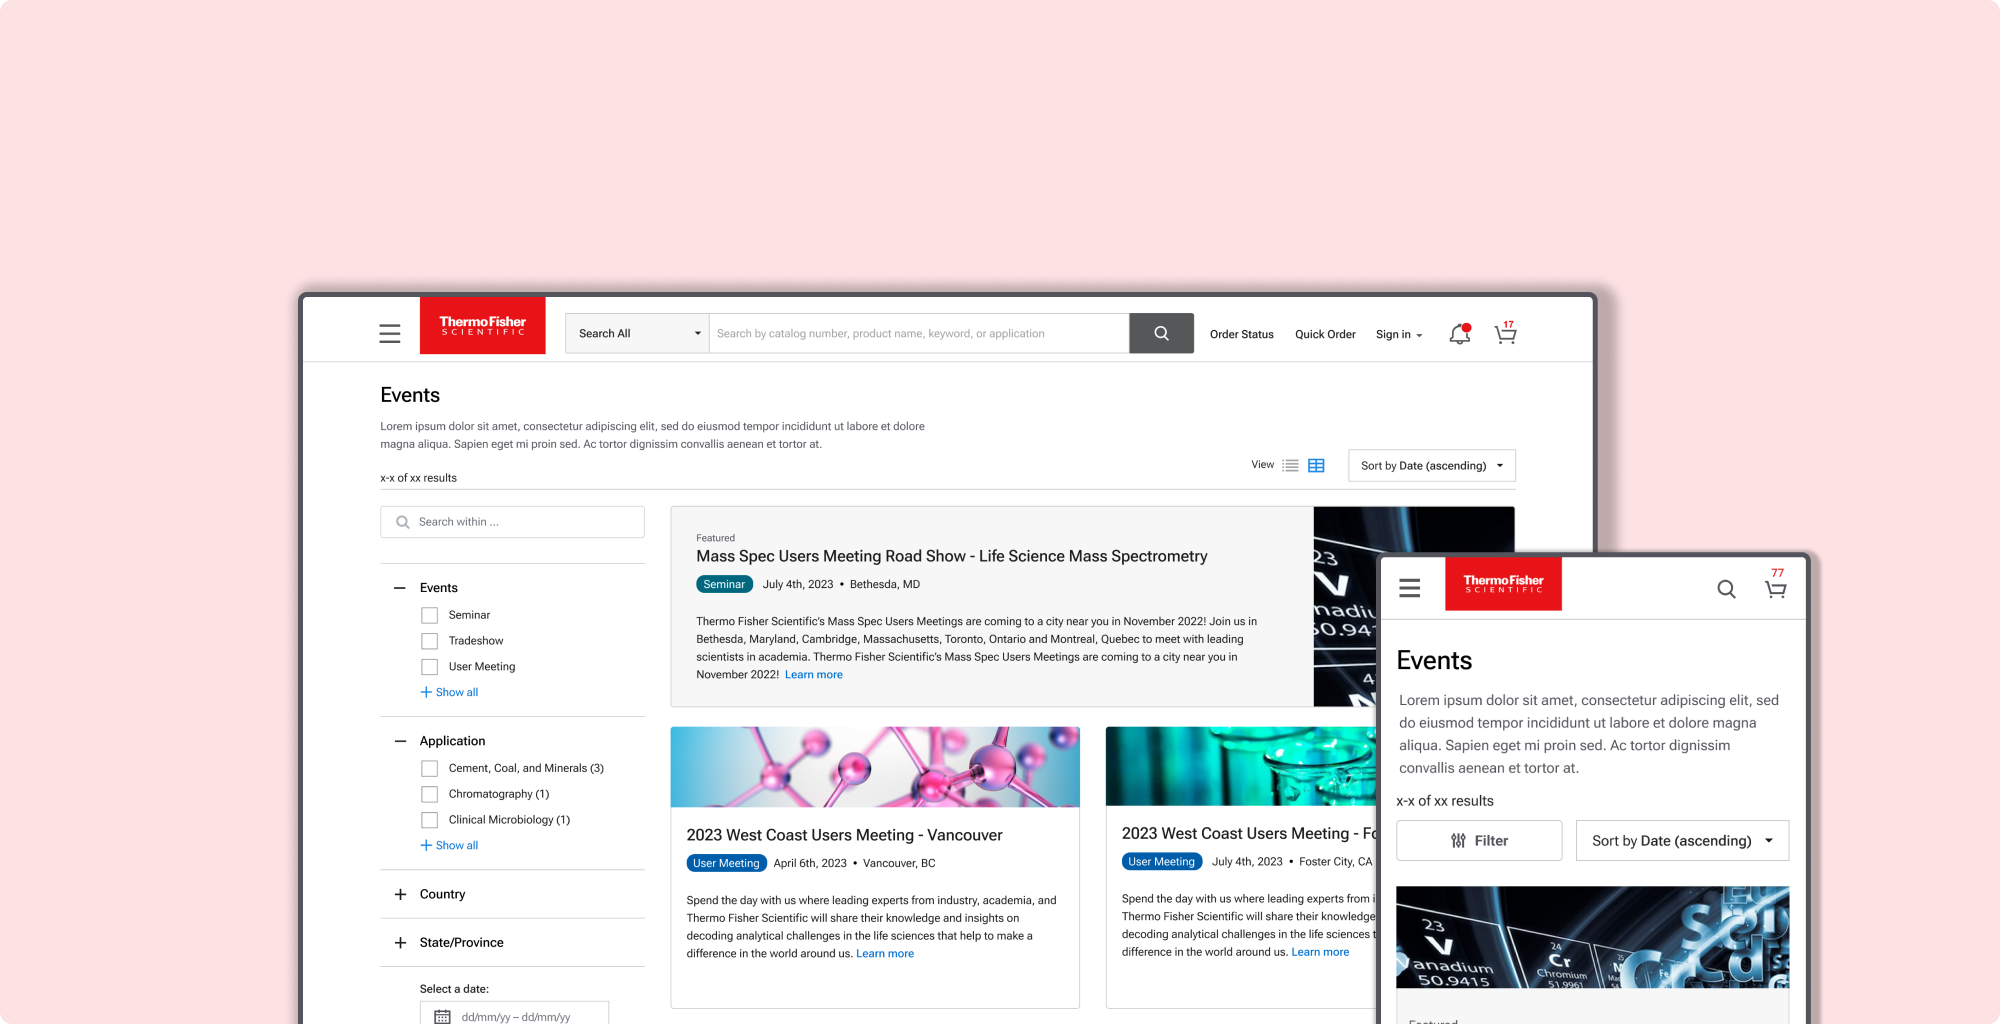 ThermoFisher
SCIENTIFIC
Search All
Search by catalog number, product name, keyword, or application
Order Status
Quick Order
Sign in
17
Events
Lorem ipsum dolor sit amet, consectetur adipiscing elit, sed do eiusmod tempor incididunt ut labore et dolore
magna aliqua. Sapien eget mi proin sed. Ac tortor dignissim convallis aenean et tortor at.
x-x of xx results
View
Sort by Date (ascending)
Search within ...
Events
Seminar
Tradeshow
User Meeting
Show all
Application
Cement, Coal, and Minerals (3)
Chromatography (1)
Clinical Microbiology (1)
Show all
Country
State/Province
Select a date:
dd/mm/yy – dd/mm/yy
Featured
Mass Spec Users Meeting Road Show - Life Science Mass Spectrometry
Seminar July 4th, 2023 • Bethesda, MD
Thermo Fisher Scientific's Mass Spec Users Meetings are coming to a city near you in November 2022! Join us in
Bethesda, Maryland, Cambridge, Massachusetts, Toronto, Ontario and Montreal, Quebec to meet with leading
scientists in academia. Thermo Fisher Scientific's Mass Spec Users Meetings are coming to a city near you in
November 2022! Learn more
23
V
nadiu
50.94
2023 West Coast Users Meeting - Vancouver
User Meeting April 6th, 2023 • Vancouver, BC
Spend the day with us where leading experts from industry, academia, and
Thermo Fisher Scientific will share their knowledge and insights on
decoding analytical challenges in the life sciences that help to make a
difference in the world around us. Learn more
2023 West Coast Users Meeting - Fo
User Meeting July 4th, 2023 • Foster City, CA
Spend the day with us where leading experts from i
Thermo Fisher Scientific will share their knowledge
decoding analytical challenges in the life sciences t
difference in the world around us. Learn more
ThermoFisher
SCIENTIFIC
77
Events
Lorem ipsum dolor sit amet, consectetur adipiscing elit, sed
do eiusmod tempor incididunt ut labore et dolore magna
aliqua. Sapien eget mi proin sed. Ac tortor dignissim
convallis aenean et tortor at.
x-x of xx results
Filter
Sort by Date (ascending)
23
V
anadium
50.9415
24
Cr
Chromium
51.9961
25
Featured